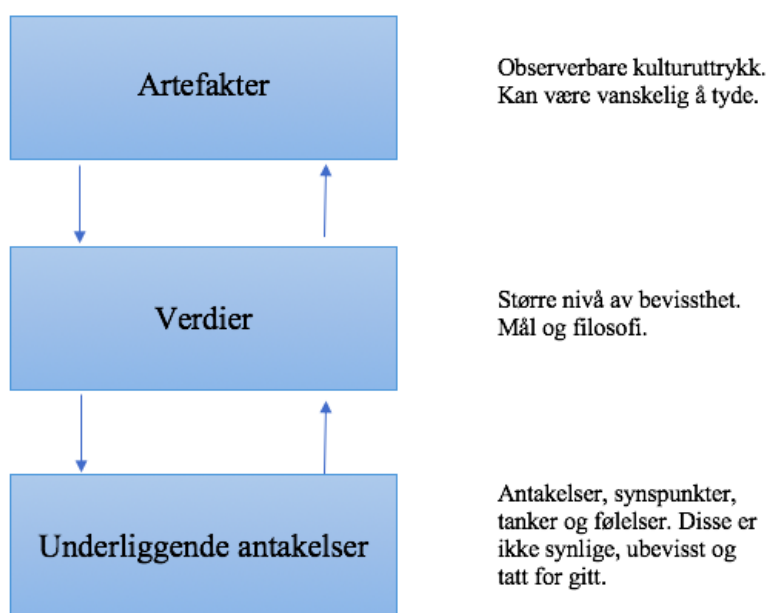 Artefakter
Observerbare kulturuttrykk.
Kan være vanskelig å tyde.
Verdier
Større nivå av bevissthet.
Mål og filosofi.
Underliggende antakelser
Antakelser, synspunkter,
tanker og følelser. Disse er
ikke synlige, ubevisst og
tatt for gitt.